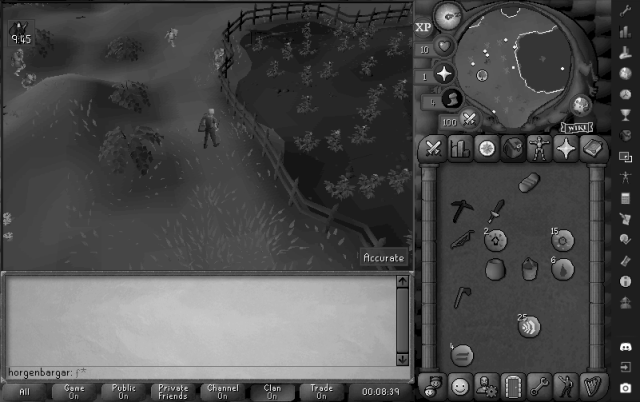 9.45
XP
10
1
4
100
WIKI
2
15
6
25
Accurate
horgenbargar: f*
All
Game
On
Public
On
Private
Friends
Channel
On
Clan
On
Trade
On
00:08:39